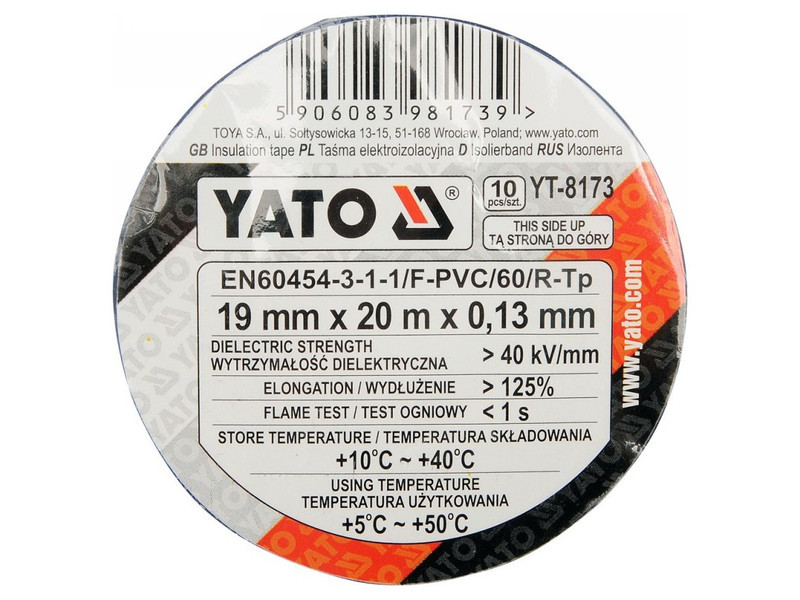 5906083 981739 >
TOYA S.A., ul. Sołtysowicka 13-15, 51-168 Wrocław, Poland; www.yato.com
GB Insulation tape PL Taśma elektroizolacyjna D Isolierband RUS Изолента
YATO ®
10 pcs/szt.
YT-8173
THIS SIDE UP
TĄ STRONĄ DO GÓRY
EN60454-3-1-1/F-PVC/60/R-Tp
19 mm x 20 m x 0,13 mm
DIELECTRIC STRENGTH
WYTRZYMAŁOŚĆ DIELEKTRYCZNA > 40 kV/mm
ELONGATION / WYDŁUŻENIE > 125%
FLAME TEST / TEST OGNIOWY < 1 s
STORE TEMPERATURE / TEMPERATURA SKŁADOWANIA
+10°C ~ +40°C
USING TEMPERATURE
TEMPERATURA UŻYTKOWANIA
+5°C ~ +50°C
www.yato.com